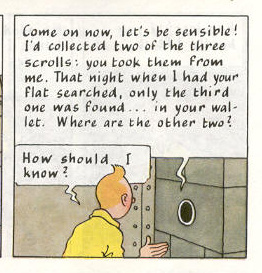 Come on now, let's be sensible!
I'd collected two of the three
scrolls: you took them from
me. That night when I had your
flat searched, only the third
one was found... in your wal-
let. Where are the other two?
How should I
know?